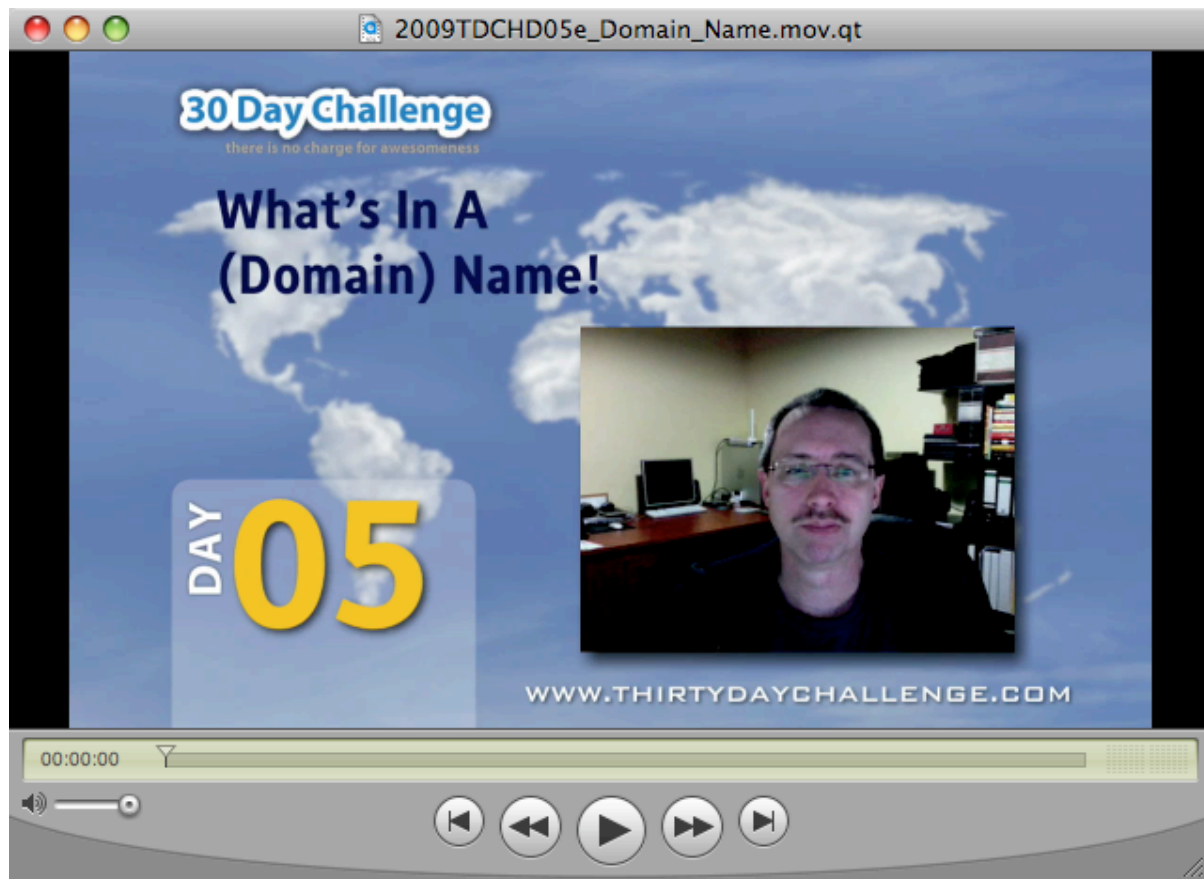 2009TDCHD05e_Domain_Name.mov.qt
30 Day Challenge
there is no charge for awesomeness
What's In A
(Domain) Name!
DAY
05
WWW.THIRTYDAYCHALLENGE.COM
00:00:00